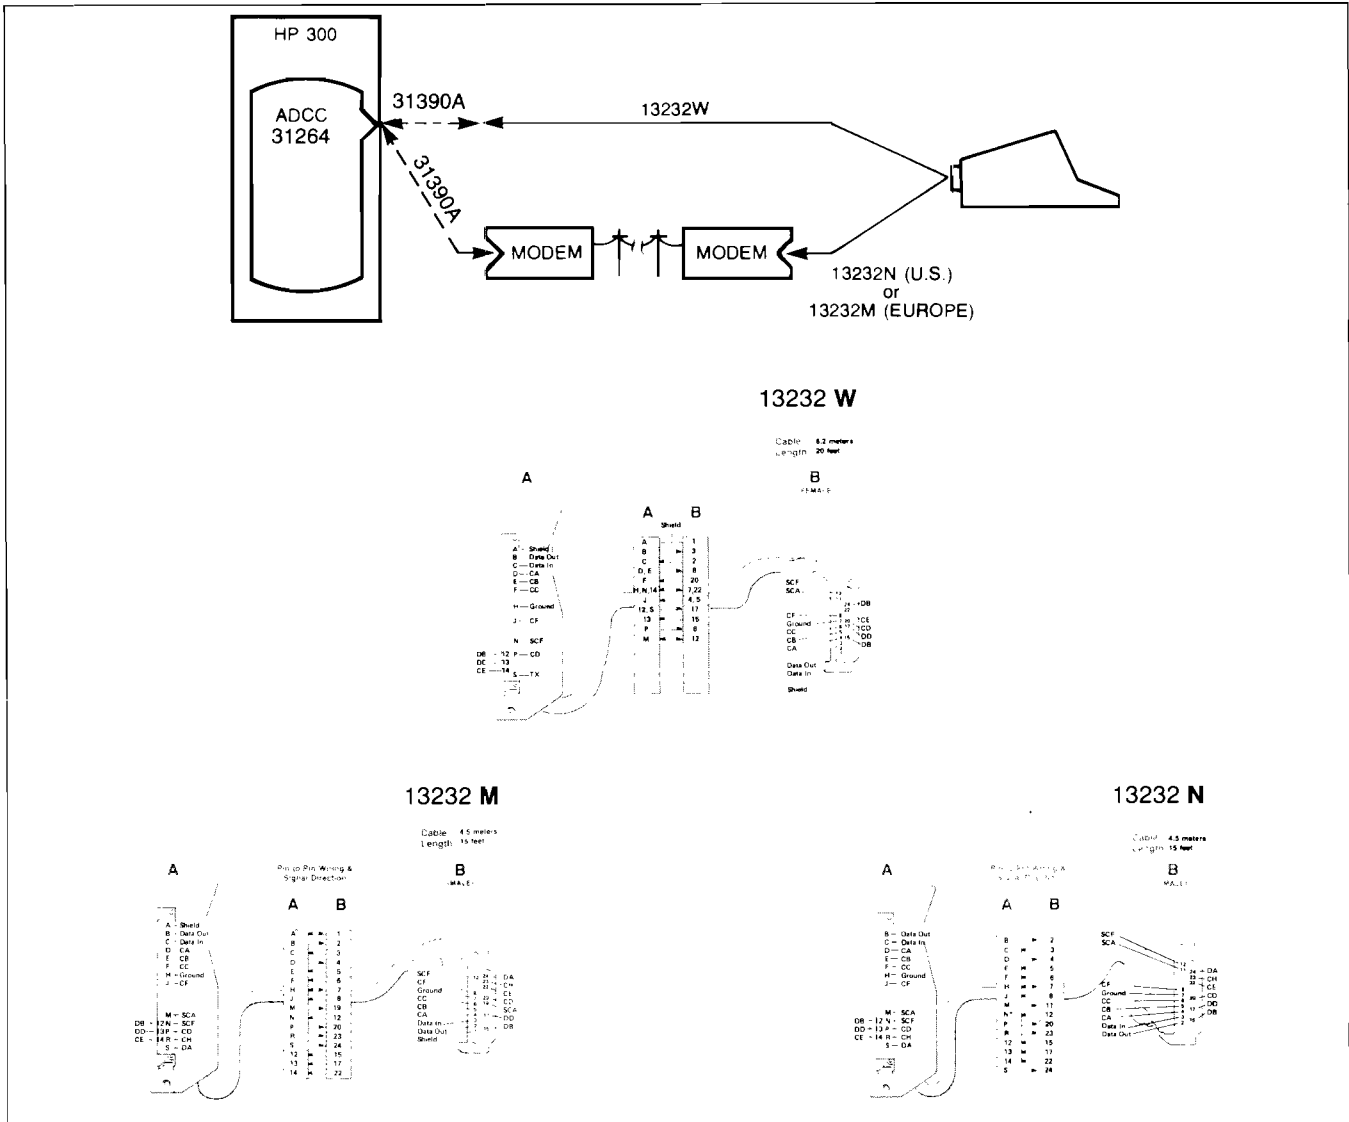 HP 300
ADCC
31264
31390A
13232W
31390A
MODEM
MODEM
13232N (U.S.)
or
13232M (EUROPE)
13232 W
Cable 6.2 meters
Length 20 feet
A
B
FEMALE
A B
Shield
A 1
B 3
C 2
D, E 8
F 20
H, N, 14 7,22
J 4, 5
12, S 17
13 15
P 6
M 12
A - Shield
B Data Out
C - Data In
D - CA
E - CB
F - CC
H - Ground
J - CF
N SCF
DB - 12 P - CD
DD - 13
CE - 14
S - TX
SCF
SCA
CF
Ground
CC
CB
CA
Data Out
Data In
Shield
DB
CE
CD
DD
DB
13232 M
Cable 4.5 meters
Length 15 feet
A
Pin to Pin Wiring &
Signal Direction
B
(MALE)
A B
A 1
B 2
C 3
D 4
E 5
F 6
H 7
J 8
M 19
N 12
P 20
R 23
S 24
12 15
13 17
14 22
A - Shield
B - Data Out
C - Data In
D CA
E CB
F CC
H - Ground
J - CF
M - SCA
DB - 12 N - SCF
DD - 13 P - CD
CE - 14 R - CH
S - DA
SCF
CF
Ground
CC
CB
CA
Data In
Data Out
Shield
DA
CH
CE
CD
SCA
DD
DB
13232 N
Cable 4.5 meters
Length 15 feet
A
B
MALE
A B
B 2
C 3
D 4
E 5
F 6
H 7
J 8
M 17
N 12
P 20
R 23
12 15
13 17
14 22
S 24
B - Data Out
C - Data In
D - CA
E - CB
F - CC
H - Ground
J - CF
M - SCA
DB - 12 N - SCF
DD - 13 P - CD
CE - 14 R - CH
S - DA
SCF
SCA
CF
Ground
CC
CB
CA
Data In
Data Out
DA
CH
CE
CD
DD
DB